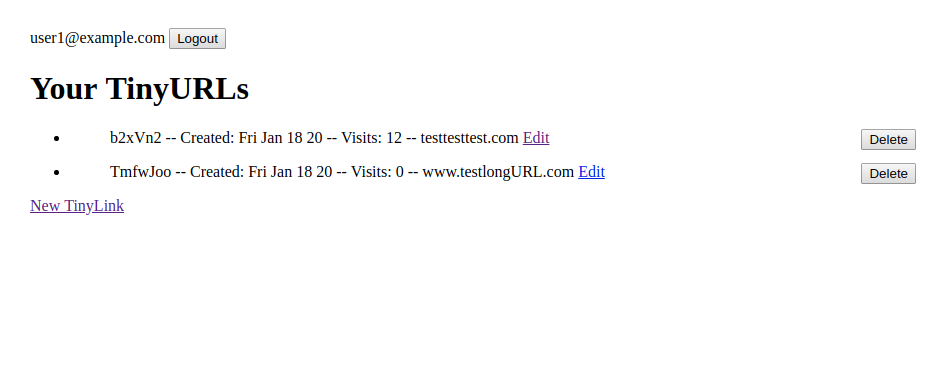 user1@example.com Logout
Your TinyURLs
b2xVn2 -- Created: Fri Jan 18 20 -- Visits: 12 -- testtesttest.com Edit Delete
TmfwJoo -- Created: Fri Jan 18 20 -- Visits: 0 -- www.testlongURL.com Edit Delete
New TinyLink